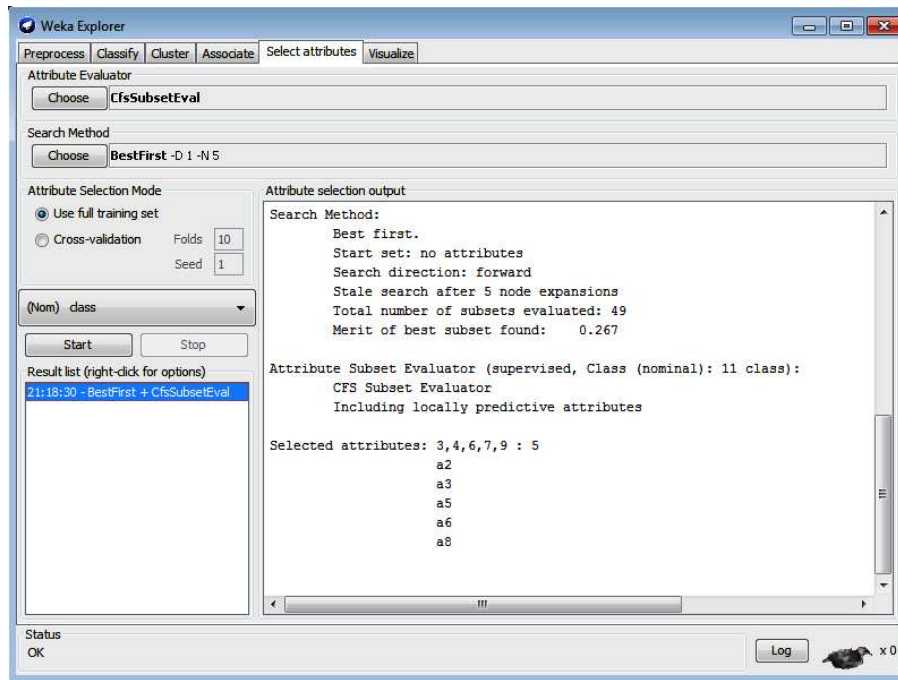 Weka Explorer
Preprocess Classify Cluster Associate Select attributes Visualize
Attribute Evaluator
Choose CfsSubsetEval
Search Method
Choose BestFirst -D 1 -N 5
Attribute Selection Mode
Use full training set
Cross-validation Folds 10
Seed 1
(Nom) class
Start Stop
Result list (right-click for options)
21:18:30 - BestFirst + CfsSubsetEval
Attribute selection output
Search Method:
Best first.
Start set: no attributes
Search direction: forward
Stale search after 5 node expansions
Total number of subsets evaluated: 49
Merit of best subset found: 0.267
Attribute Subset Evaluator (supervised, Class (nominal): 11 class):
CFS Subset Evaluator
Including locally predictive attributes
Selected attributes: 3,4,6,7,9 : 5
a2
a3
a5
a6
a8
Status
OK
Log x 0